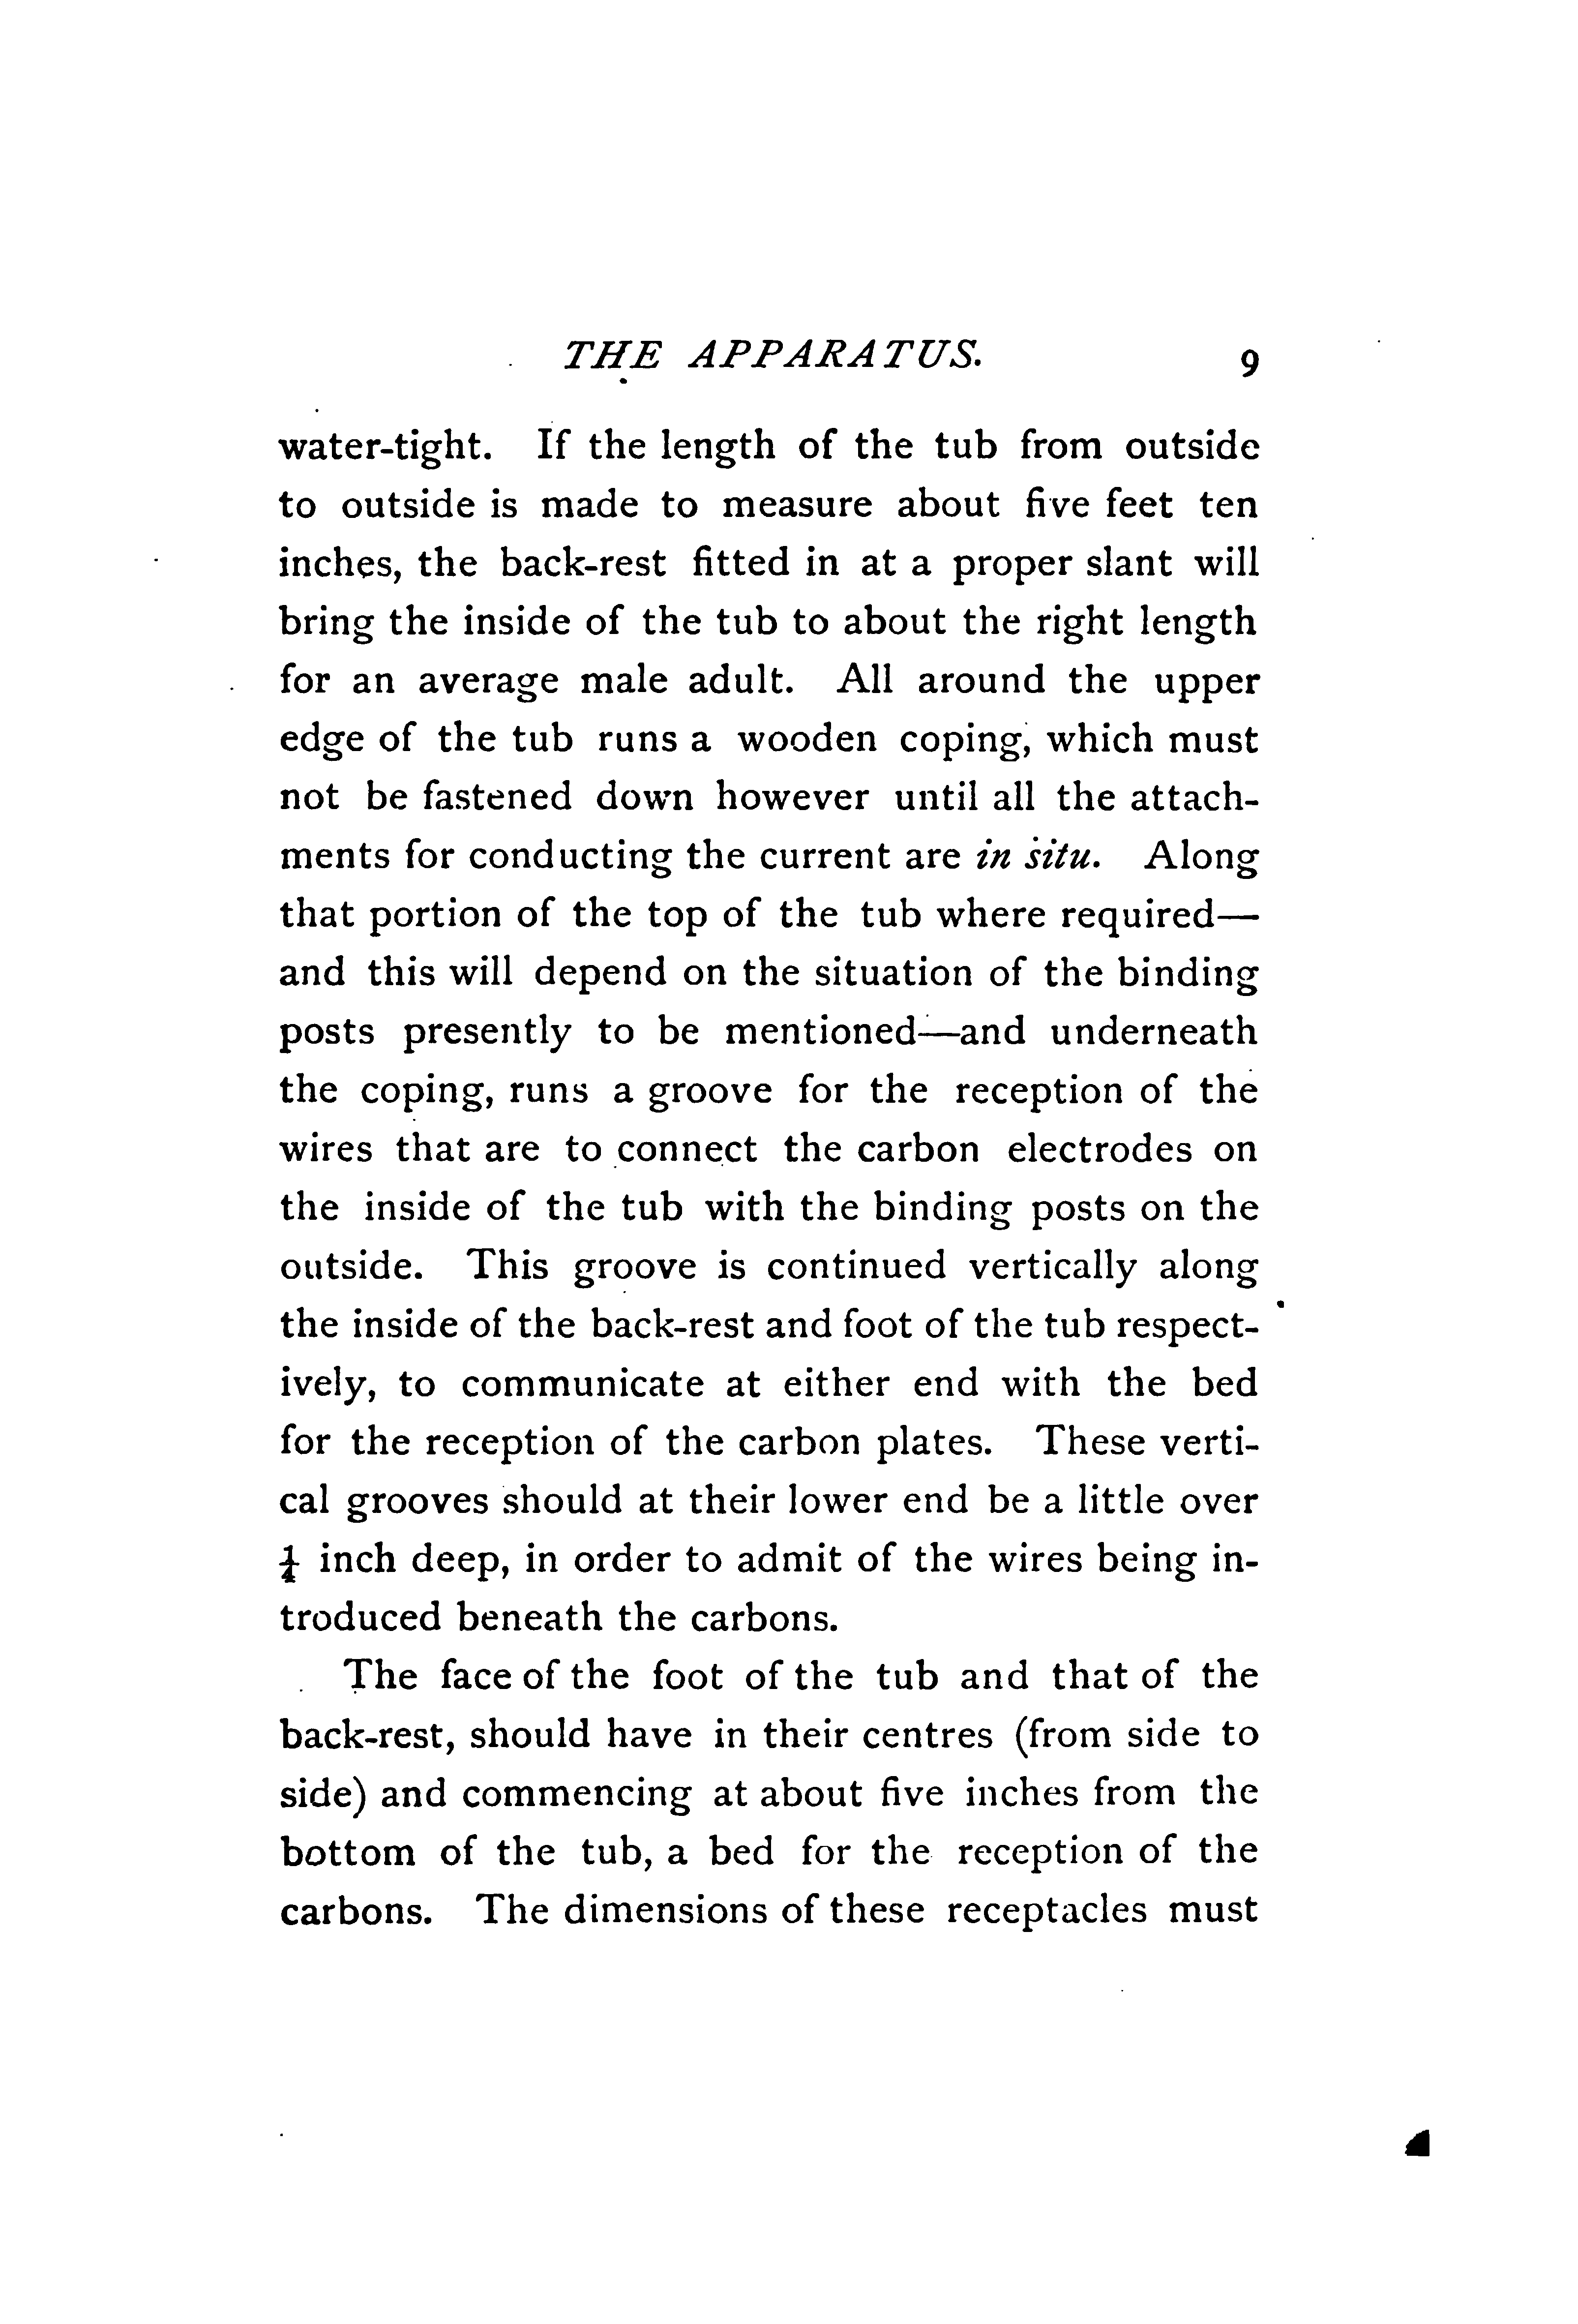 THE APPARATUS. 9
water-tight. If the length of the tub from outside
to outside is made to measure about five feet ten
inches, the back-rest fitted in at a proper slant will
bring the inside of the tub to about the right length
for an average male adult. All around the upper
edge of the tub runs a wooden coping, which must
not be fastened down however until all the attach-
ments for conducting the current are in situ. Along
that portion of the top of the tub where required—
and this will depend on the situation of the binding
posts presently to be mentioned—and underneath
the coping, runs a groove for the reception of the
wires that are to connect the carbon electrodes on
the inside of the tub with the binding posts on the
outside. This groove is continued vertically along
the inside of the back-rest and foot of the tub respect-
ively, to communicate at either end with the bed
for the reception of the carbon plates. These verti-
cal grooves should at their lower end be a little over
¼ inch deep, in order to admit of the wires being in-
troduced beneath the carbons.
The face of the foot of the tub and that of the
back-rest, should have in their centres (from side to
side) and commencing at about five inches from the
bottom of the tub, a bed for the reception of the
carbons. The dimensions of these receptacles must